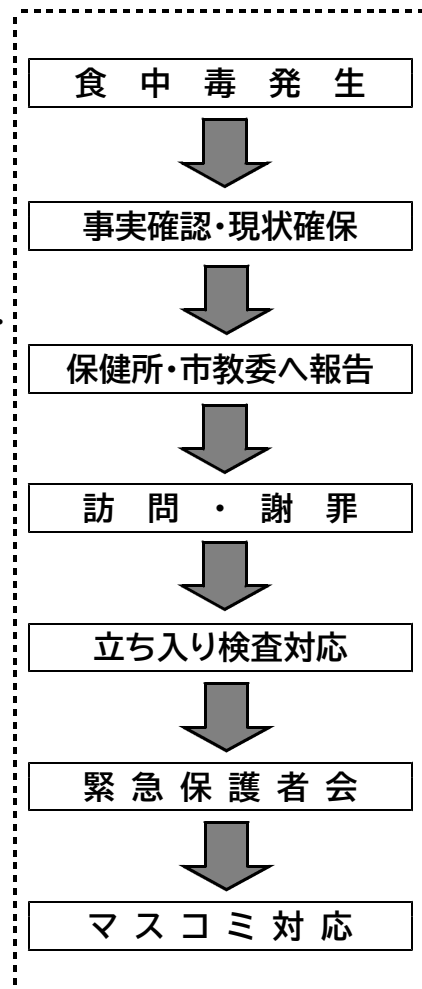 食中毒発生
事実確認・現状確保
保健所・市教委へ報告
訪問・謝罪
立ち入り検査対応
緊急保護者会
マスコミ対応